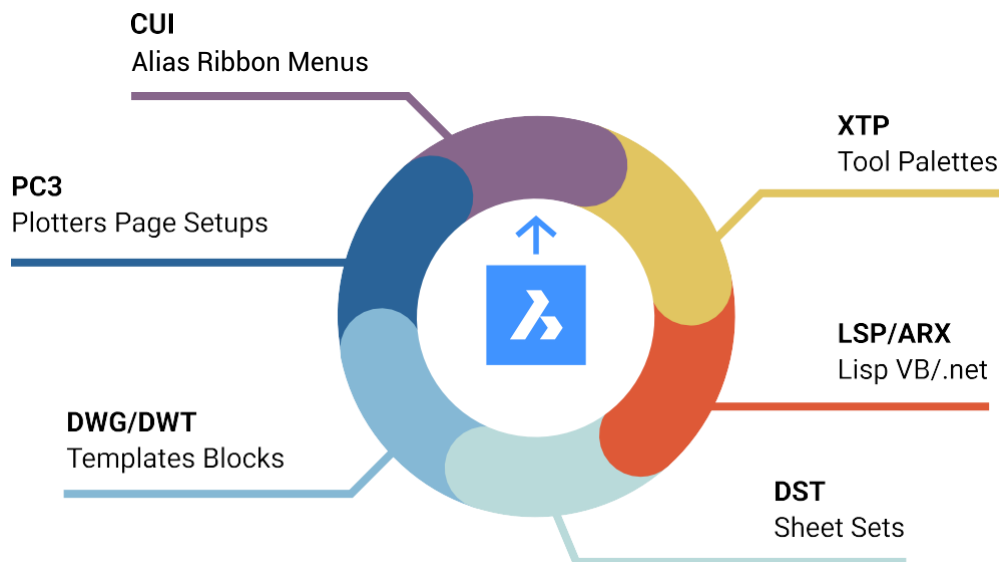 CUI
Alias Ribbon Menus
XTP
Tool Palettes
PC3
Plotters Page Setups
LSP/ARX
Lisp VB/.net
DWG/DWT
Templates Blocks
DST
Sheet Sets